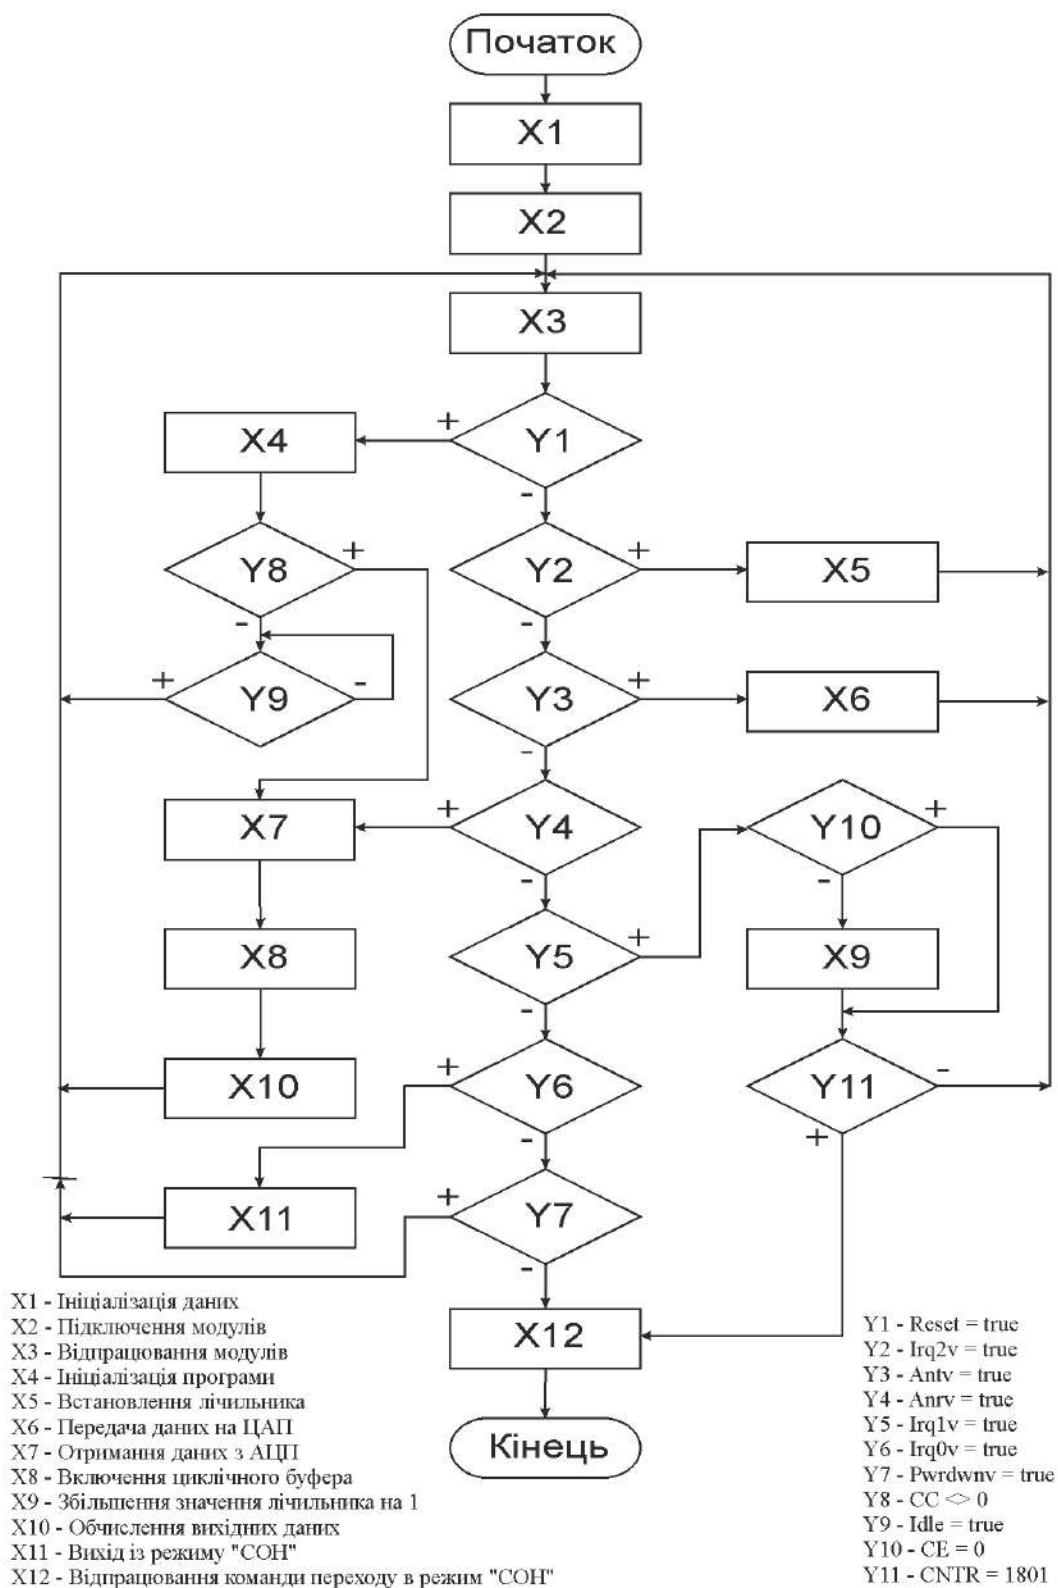 Початок
X1
X2
X3
+
X4
Y1
-
+
+
Y8
Y2
X5
-
-
+
-
+
Y9
Y3
X6
-
+
+
X7
Y4
Y10
-
-
+
X8
Y5
X9
-
+
-
X10
Y6
Y11
-
+
+
X11
Y7
-
X12
Кінець
X1 - Ініціалізація даних
X2 - Підключення модулів
X3 - Відпрацювання модулів
X4 - Ініціалізація програми
X5 - Встановлення лічильника
X6 - Передача даних на ЦАП
X7 - Отримання даних з АЦП
X8 - Включення циклічного буфера
X9 - Збільшення значення лічильника на 1
X10 - Обчислення вихідних даних
X11 - Вихід із режиму "СОН"
X12 - Відпрацювання команди переходу в режим "СОН"
Y1 - Reset = true
Y2 - Irq2v = true
Y3 - Antv = true
Y4 - Anrv = true
Y5 - Irq1v = true
Y6 - Irq0v = true
Y7 - Pwrdwnv = true
Y8 - CC <> 0
Y9 - Idle = true
Y10 - CE = 0
Y11 - CNTR = 1801